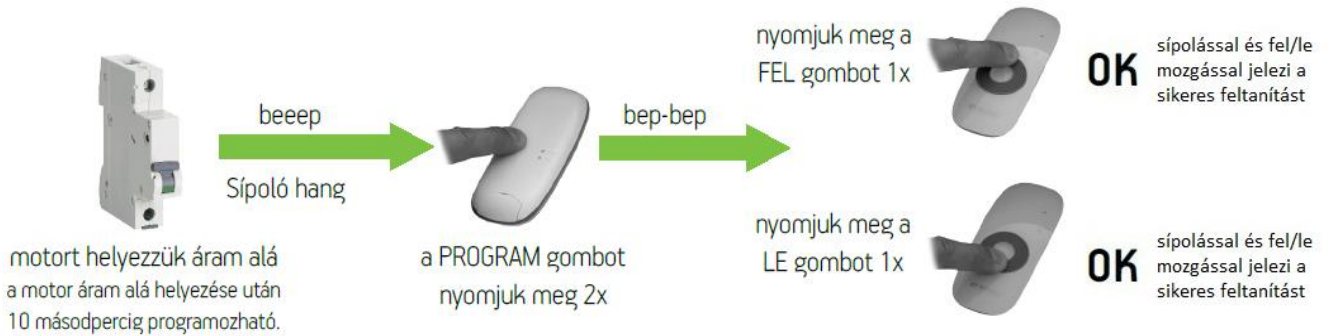 beeep
Sípoló hang
motort helyezzük áram alá
a motor áram alá helyezése után
10 másodpercig programozható.
a PROGRAM gombot
nyomjuk meg 2x
bep-bep
nyomjuk meg a
FEL gombot 1x
OK
sípolással és fel/le
mozgással jelezi a
sikeres feltanítást
nyomjuk meg a
LE gombot 1x
OK
sípolással és fel/le
mozgással jelezi a
sikeres feltanítást